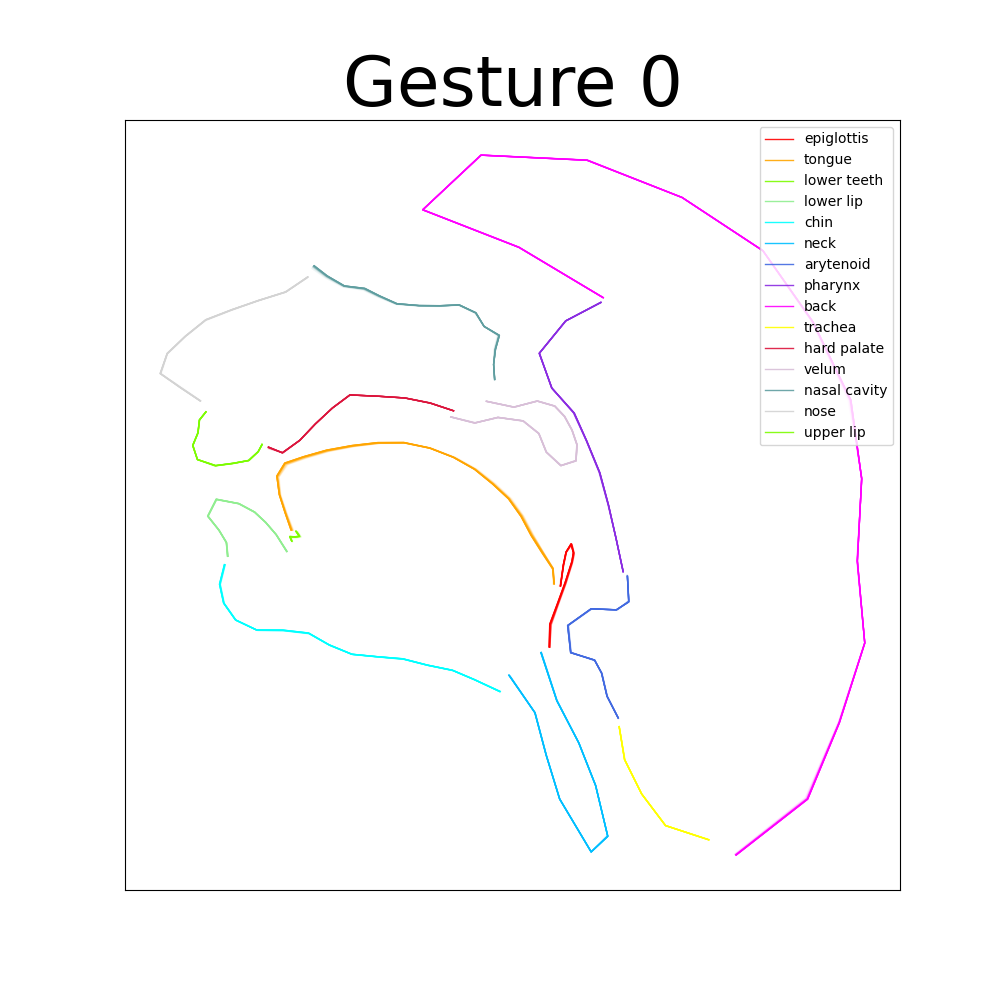 Gesture 0
epiglottis
tongue
lower teeth
lower lip
chin
neck
arytenoid
pharynx
back
trachea
hard palate
velum
nasal cavity
nose
upper lip